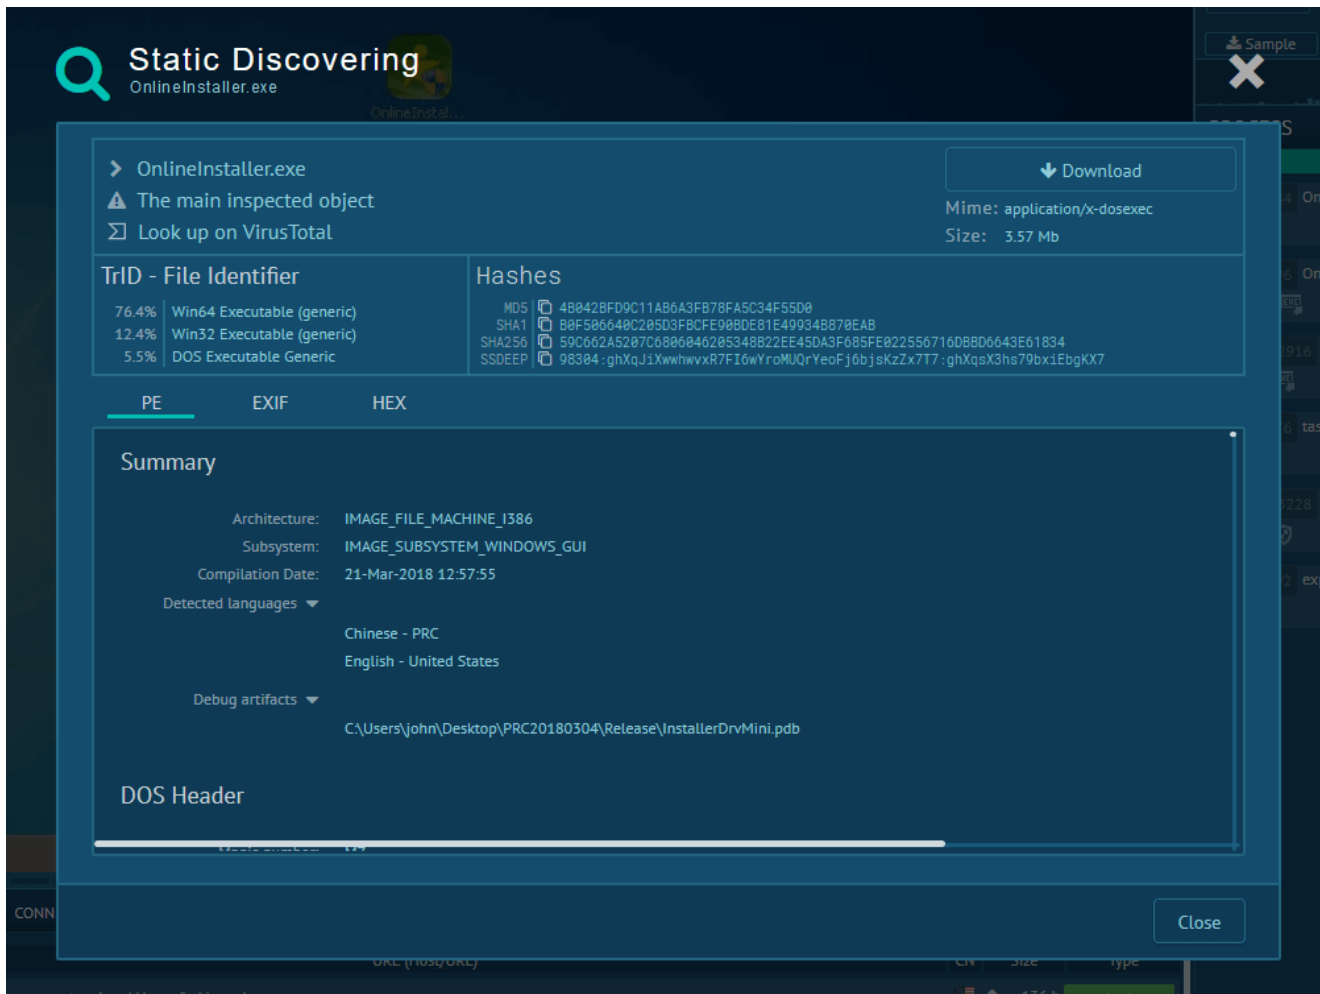 Static Discovering
OnlineInstaller.exe
OnlineInstal...
Sample
OnlineInstaller.exe
The main inspected object
Look up on VirusTotal
Download
Mime: application/x-dosexec
Size: 3.57 Mb
TrID - File Identifier
76.4% Win64 Executable (generic)
12.4% Win32 Executable (generic)
5.5% DOS Executable Generic
Hashes
MD5 4B042BFD9C11AB6A3FB78FA5C34F55D0
SHA1 B0F506640C205D3FBCFE90BDE81E49934B870EAB
SHA256 59C662A5207C6806046205348B22EE45DA3F685FE022556716DBBD6643E61834
SSDEEP 98304:ghXqJiXwwhwvxR7FI6wYroMUQrYeoFj6bjsKzZx7T7:ghXqsX3hs79bxiEbgKX7
PE EXIF HEX
Summary
Architecture: IMAGE_FILE_MACHINE_I386
Subsystem: IMAGE_SUBSYSTEM_WINDOWS_GUI
Compilation Date: 21-Mar-2018 12:57:55
Detected languages
Chinese - PRC
English - United States
Debug artifacts
C:\Users\john\Desktop\PRC20180304\Release\InstallerDrvMini.pdb
DOS Header
Close
CONN